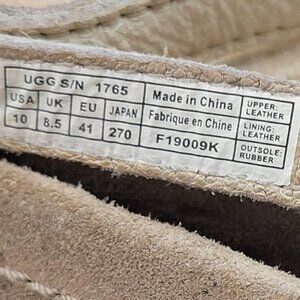 UGG S/N 1765
USA UK EU JAPAN
10 8.5 41 270
Made in China
Fabrique en Chine
F19009K
UPPER:
LEATHER
LINING:
LEATHER
OUTSOLE:
RUBBER